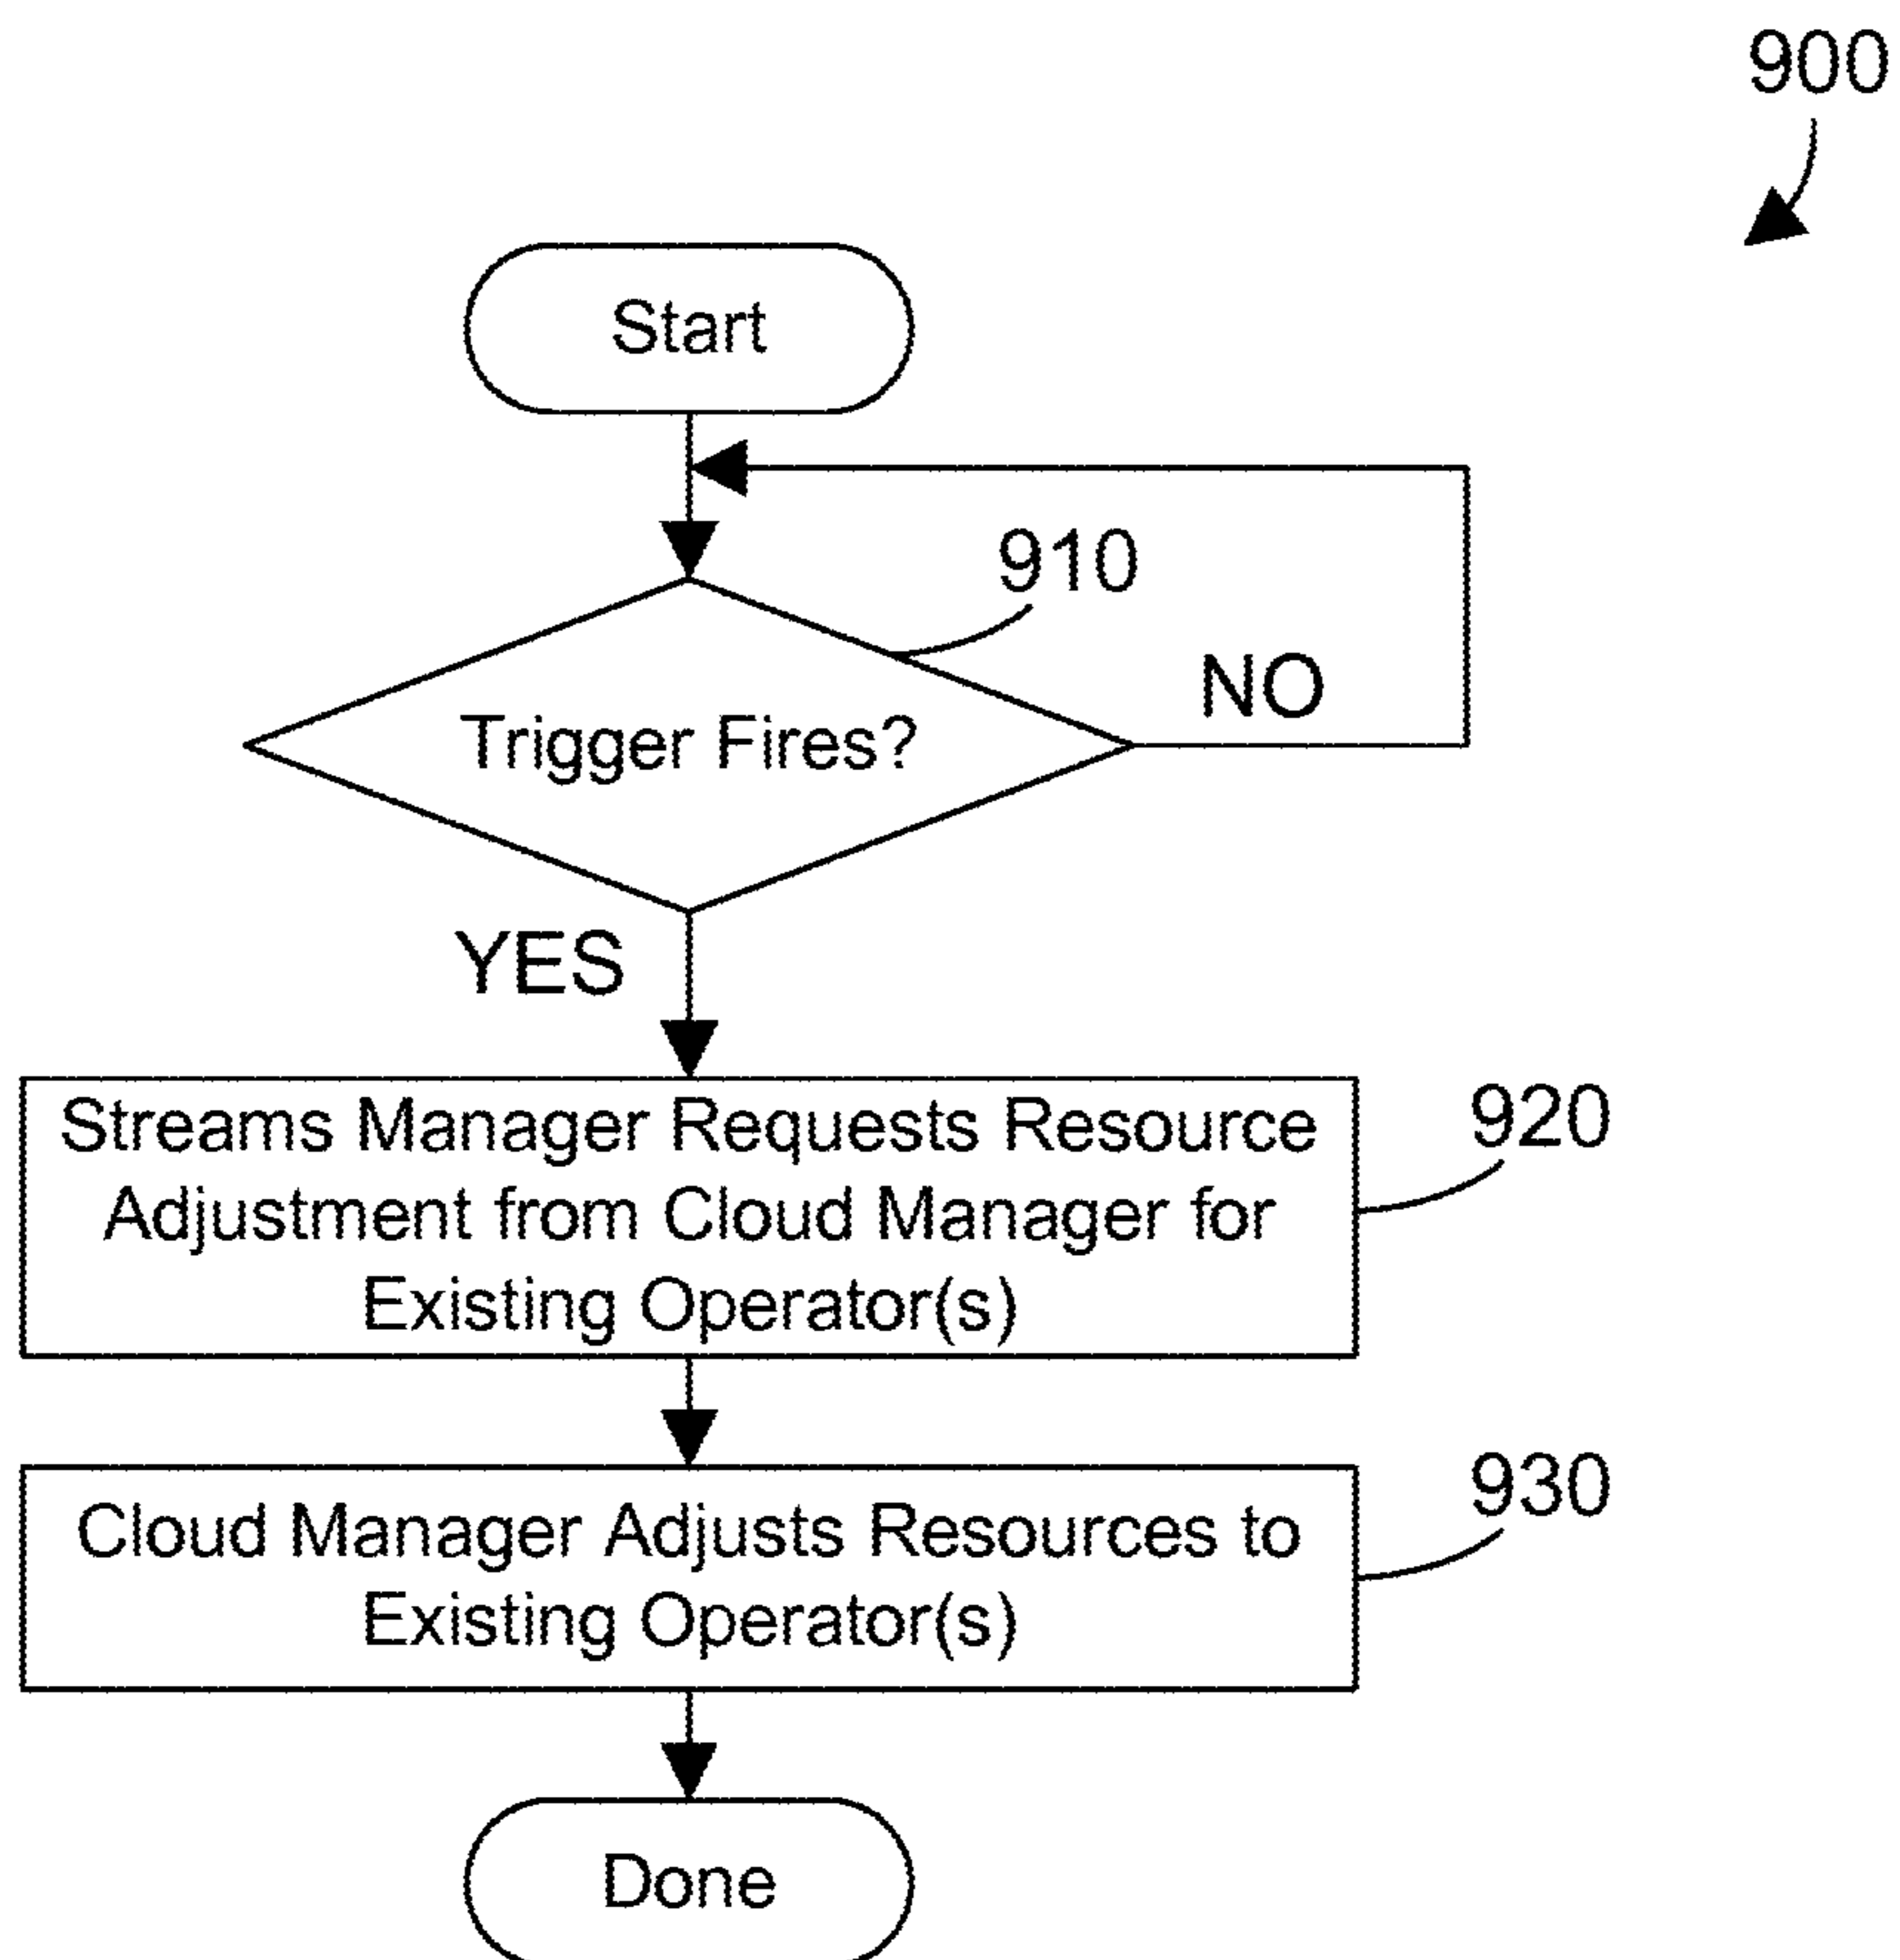 900
Start
910
NO
Trigger Fires?
YES
Streams Manager Requests Resource
Adjustment from Cloud Manager for
Existing Operator(s)
920
Cloud Manager Adjusts Resources to
Existing Operator(s)
930
Done